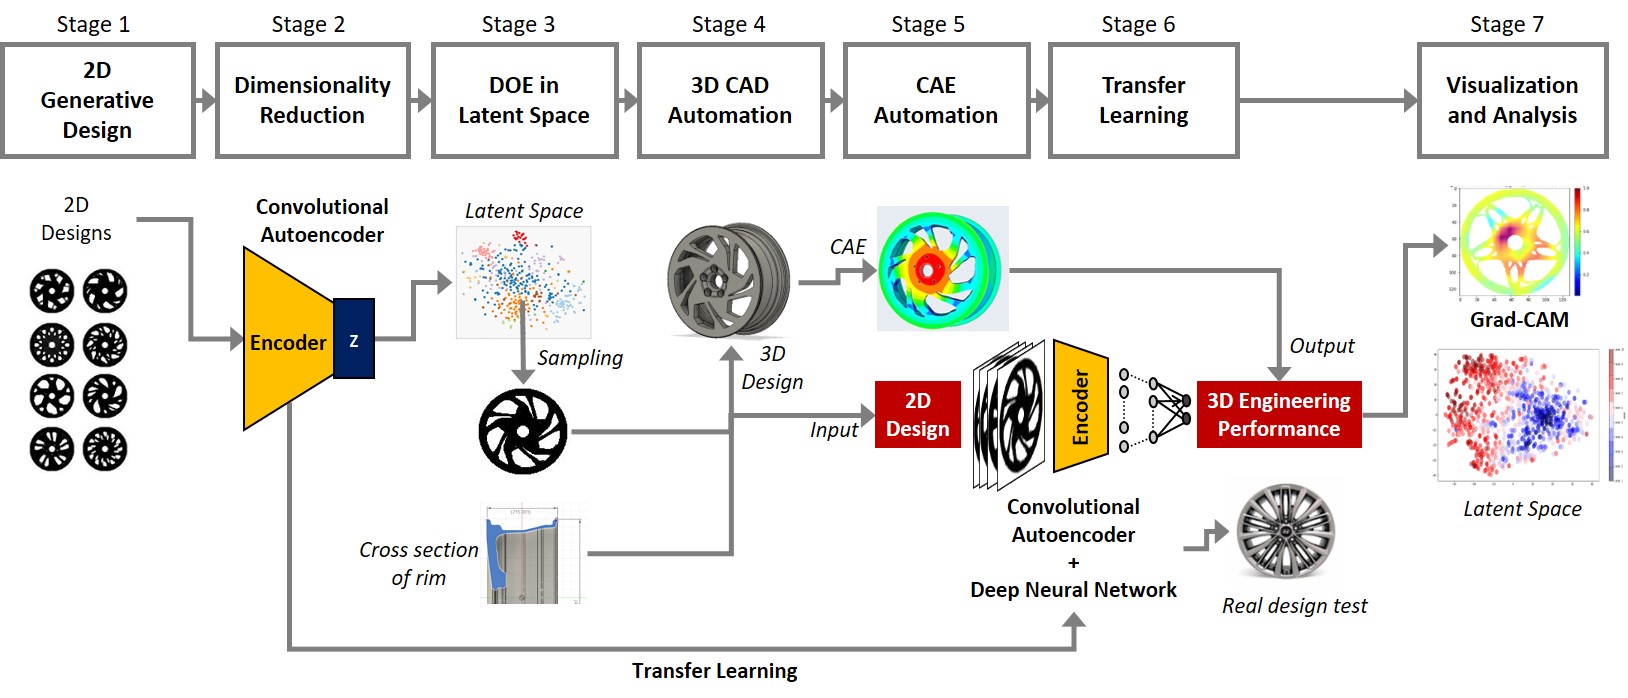 Stage 1
Stage 2
Stage 3
Stage 4
Stage 5
Stage 6
Stage 7
2D
Generative
Design
Dimensionality
Reduction
DOE in
Latent Space
3D CAD
Automation
CAE
Automation
Transfer
Learning
Visualization
and Analysis
2D
Designs
Convolutional
Autoencoder
Encoder
z
Latent Space
Sampling
Cross section
of rim
3D
Design
CAE
Input
2D
Design
Encoder
Output
3D Engineering
Performance
Convolutional
Autoencoder
+
Deep Neural Network
Real design test
Grad-CAM
Latent Space
Transfer Learning